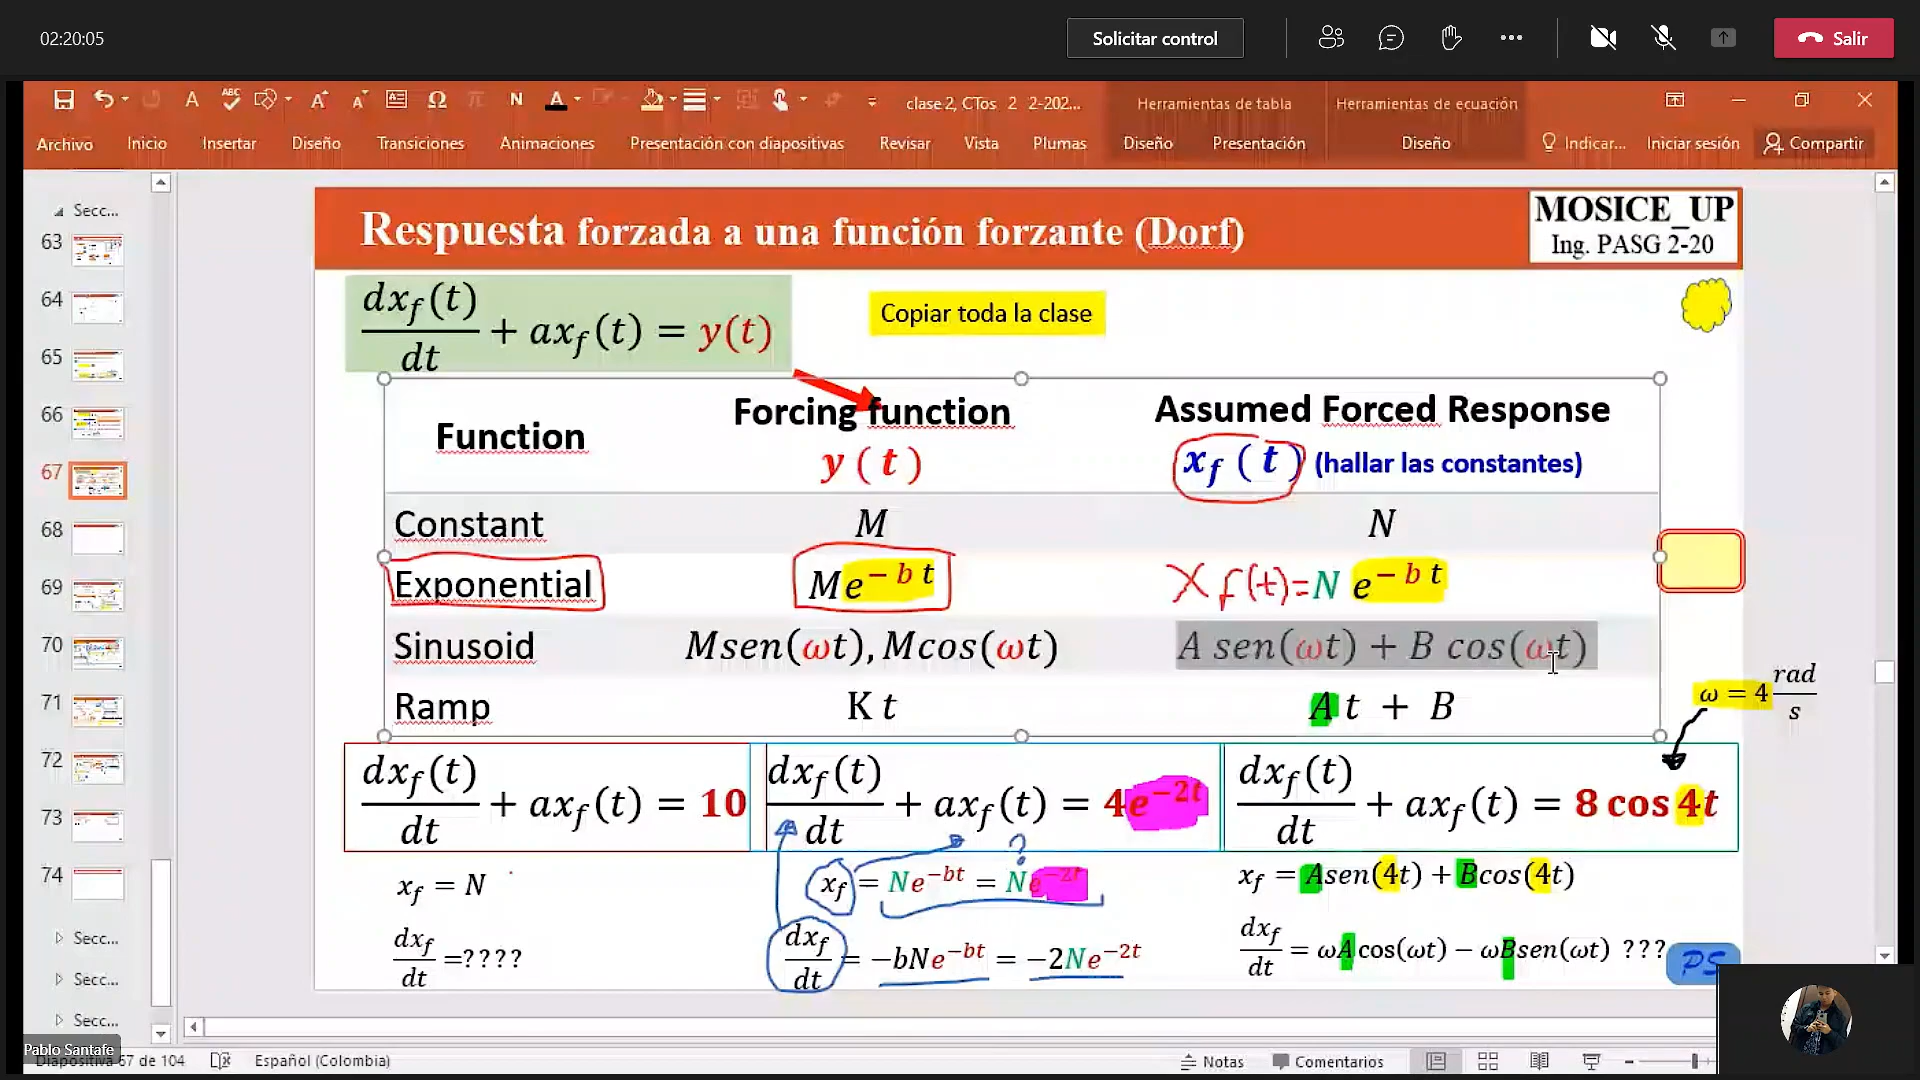 02:20:05
Solicitar control
Salir
clase 2, CTos 2 2-202...
Herramientas de tabla
Herramientas de ecuación
Archivo Inicio Insertar Diseño Transiciones Animaciones Presentación con diapositivas Revisar Vista Plumas Diseño Presentación Diseño Indicar... Iniciar sesión Compartir
Secc...
63
64
65
66
67
68
69
70
71
72
73
74
Secc...
Secc...
Secc...
Respuesta forzada a una función forzante (Dorf)
MOSICE_UP
Ing. PASG 2-20
dx_f(t)/dt + ax_f(t) = y(t)
Copiar toda la clase
Function
Forcing function
y ( t )
Assumed Forced Response
x_f ( t ) (hallar las constantes)
Constant M N
Exponential Me^{- b t} X f(t)= N e^{- b t}
Sinusoid Msen(ωt), Mcos(ωt) A sen(ωt) + B cos(ωt)
Ramp K t A t + B
ω = 4 rad/s
dx_f(t)/dt + ax_f(t) = 10
dx_f(t)/dt + ax_f(t) = 4e^{-2t}
dx_f(t)/dt + ax_f(t) = 8 cos 4t
x_f = N
?
x_f = Ne^{-bt} = Ne^{-2t}
x_f = Asen(4t) + Bcos(4t)
dx_f/dt =????
dx_f/dt = -bNe^{-bt} = -2Ne^{-2t}
dx_f/dt = ωAcos(ωt) − ωBsen(ωt) ???
PS
Pablo Santafe
Diapositiva 67 de 104 Español (Colombia) Notas Comentarios